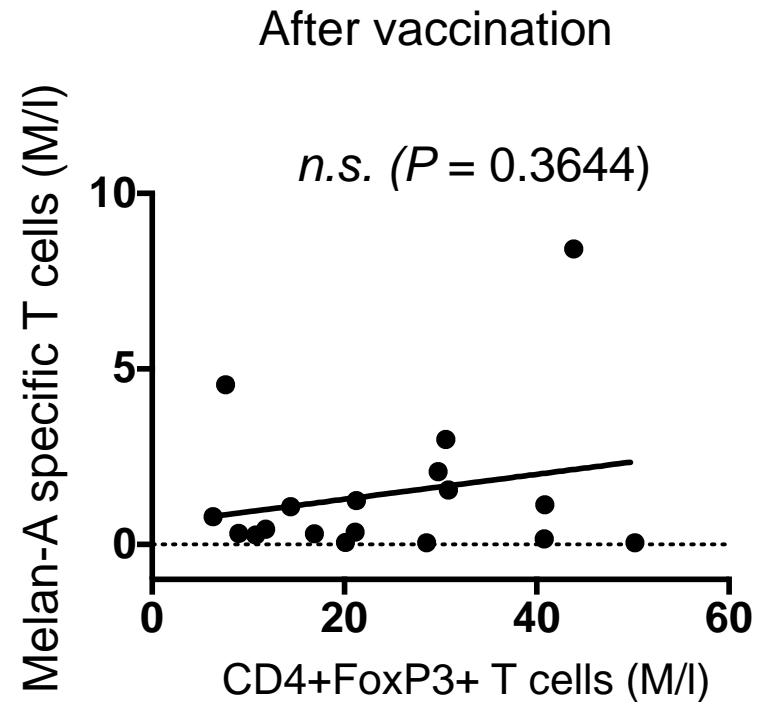 After vaccination
n.s. (P = 0.3644)
Melan-A specific T cells (M/l)
10
5
0
0 20 40 60
CD4+FoxP3+ T cells (M/l)